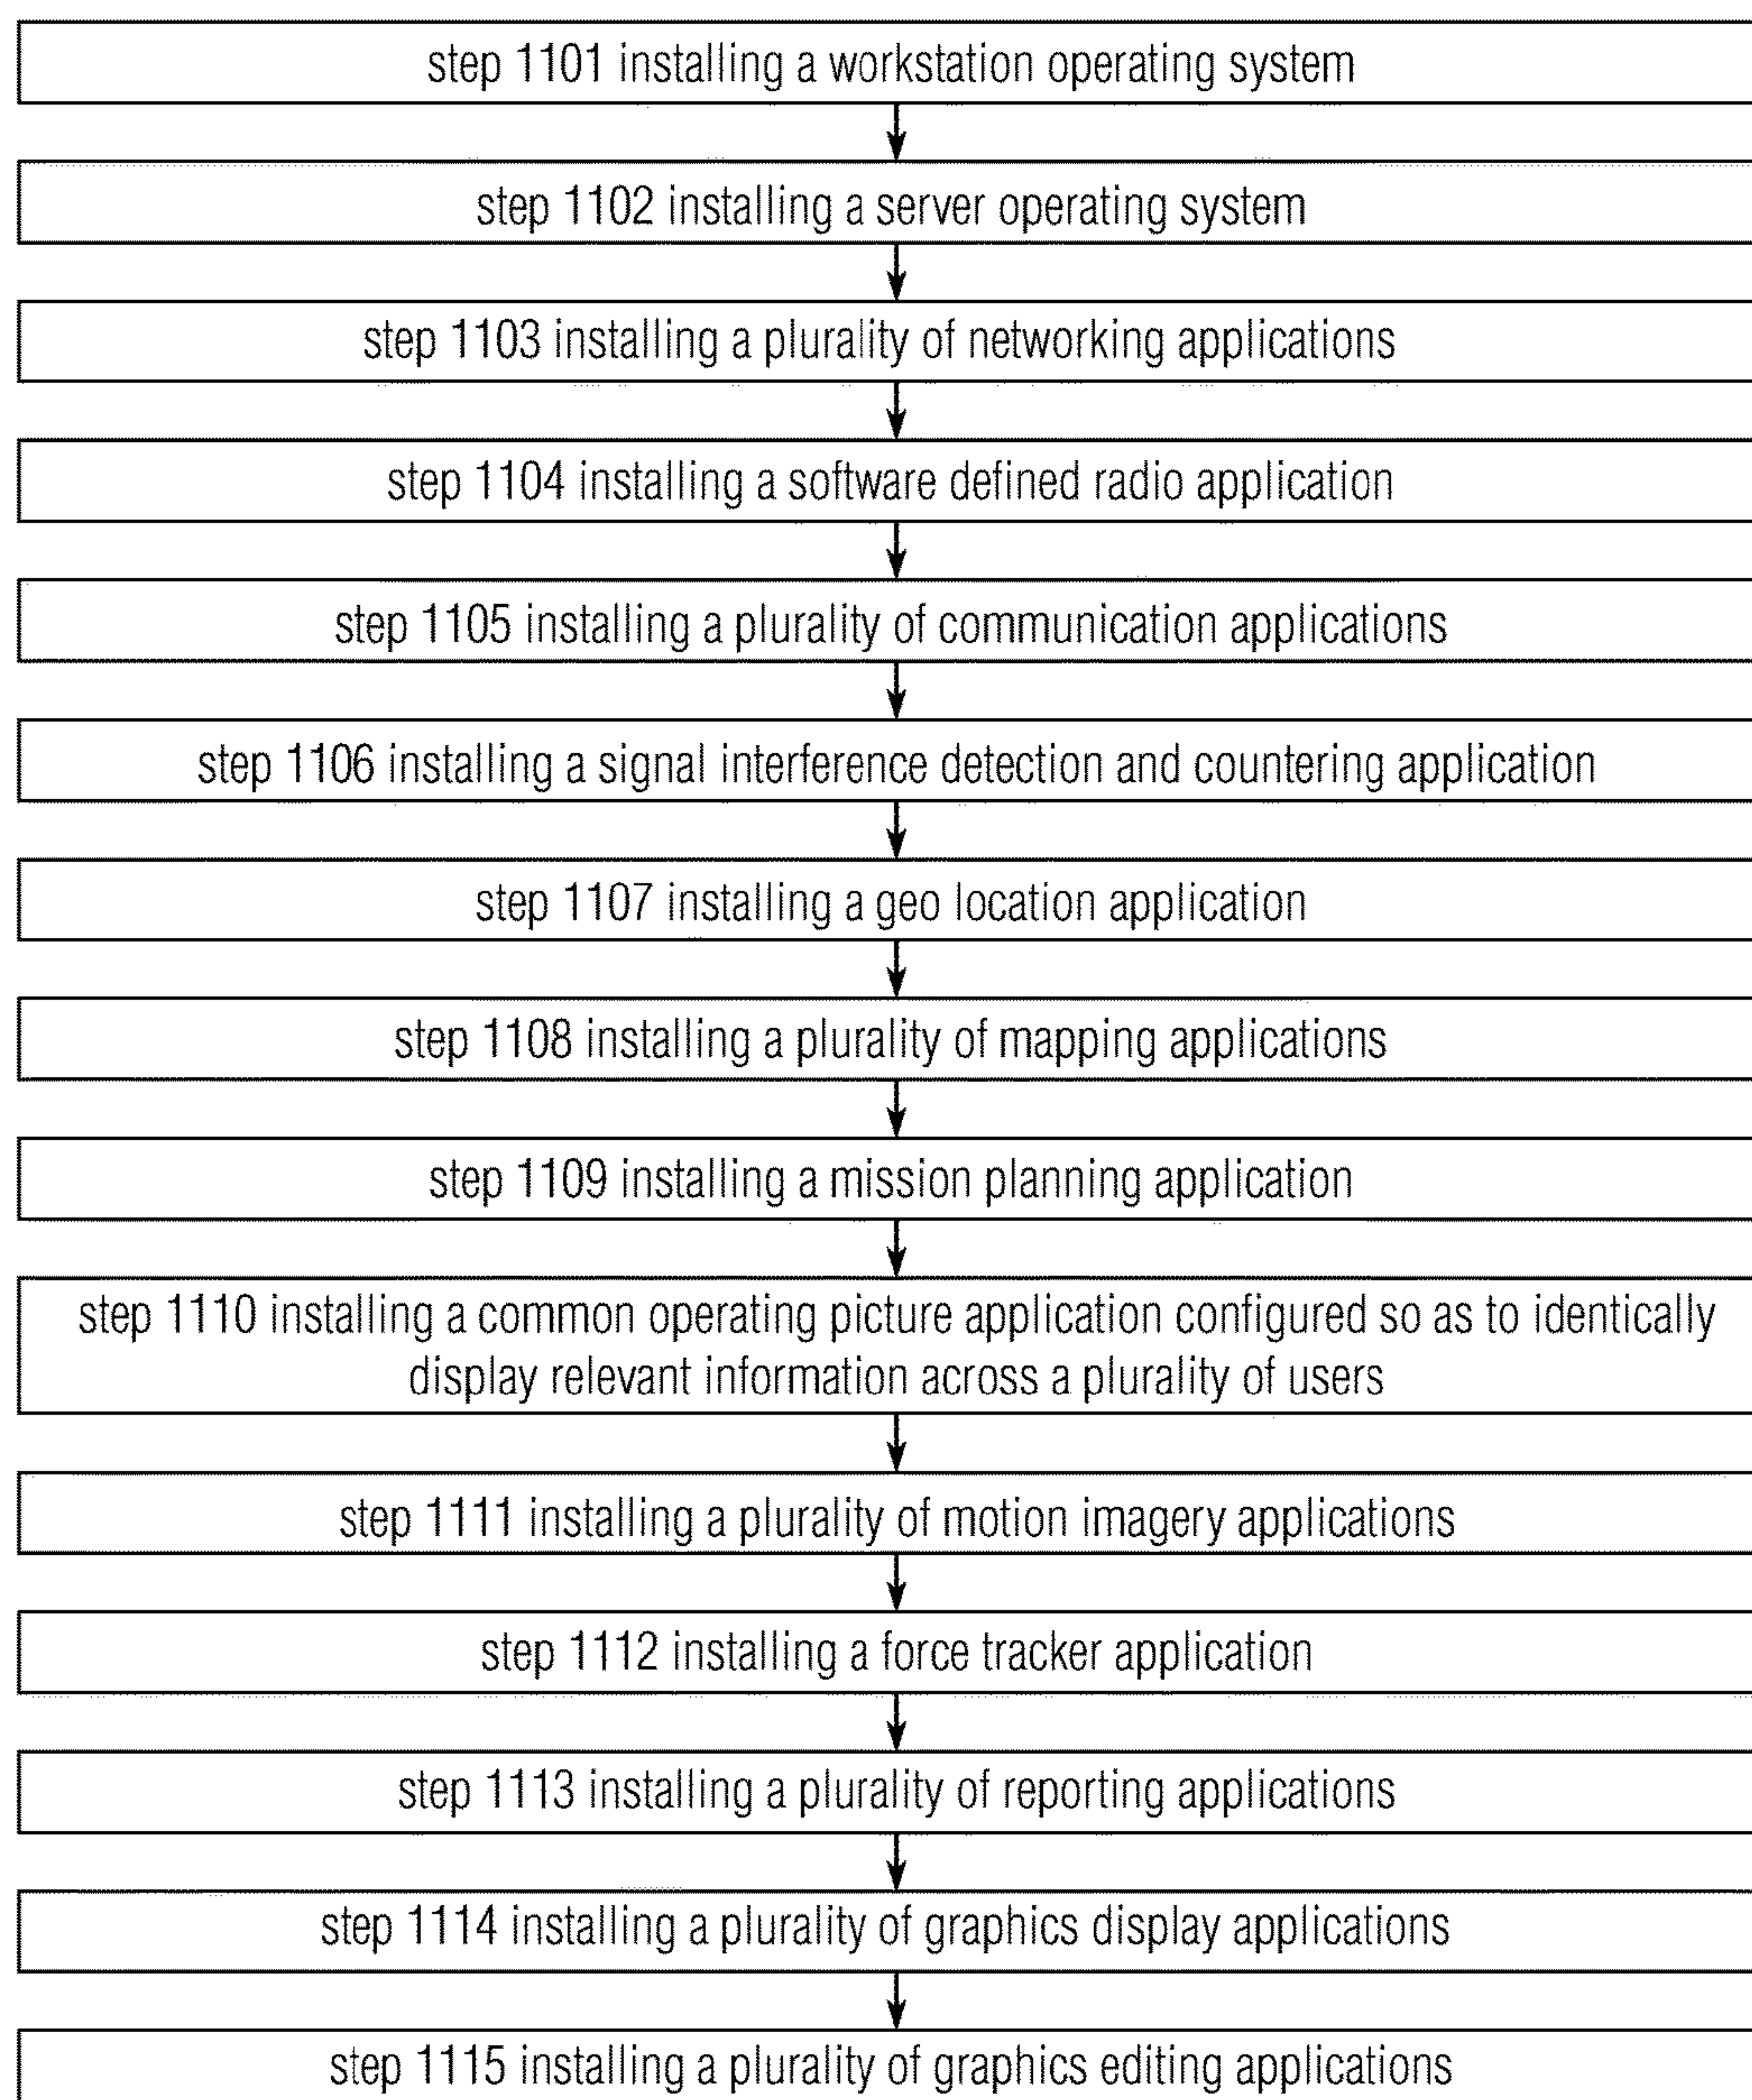 step 1101 installing a workstation operating system
step 1102 installing a server operating system
step 1103 installing a plurality of networking applications
step 1104 installing a software defined radio application
step 1105 installing a plurality of communication applications
step 1106 installing a signal interference detection and countering application
step 1107 installing a geo location application
step 1108 installing a plurality of mapping applications
step 1109 installing a mission planning application
step 1110 installing a common operating picture application configured so as to identically
display relevant information across a plurality of users
step 1111 installing a plurality of motion imagery applications
step 1112 installing a force tracker application
step 1113 installing a plurality of reporting applications
step 1114 installing a plurality of graphics display applications
step 1115 installing a plurality of graphics editing applications